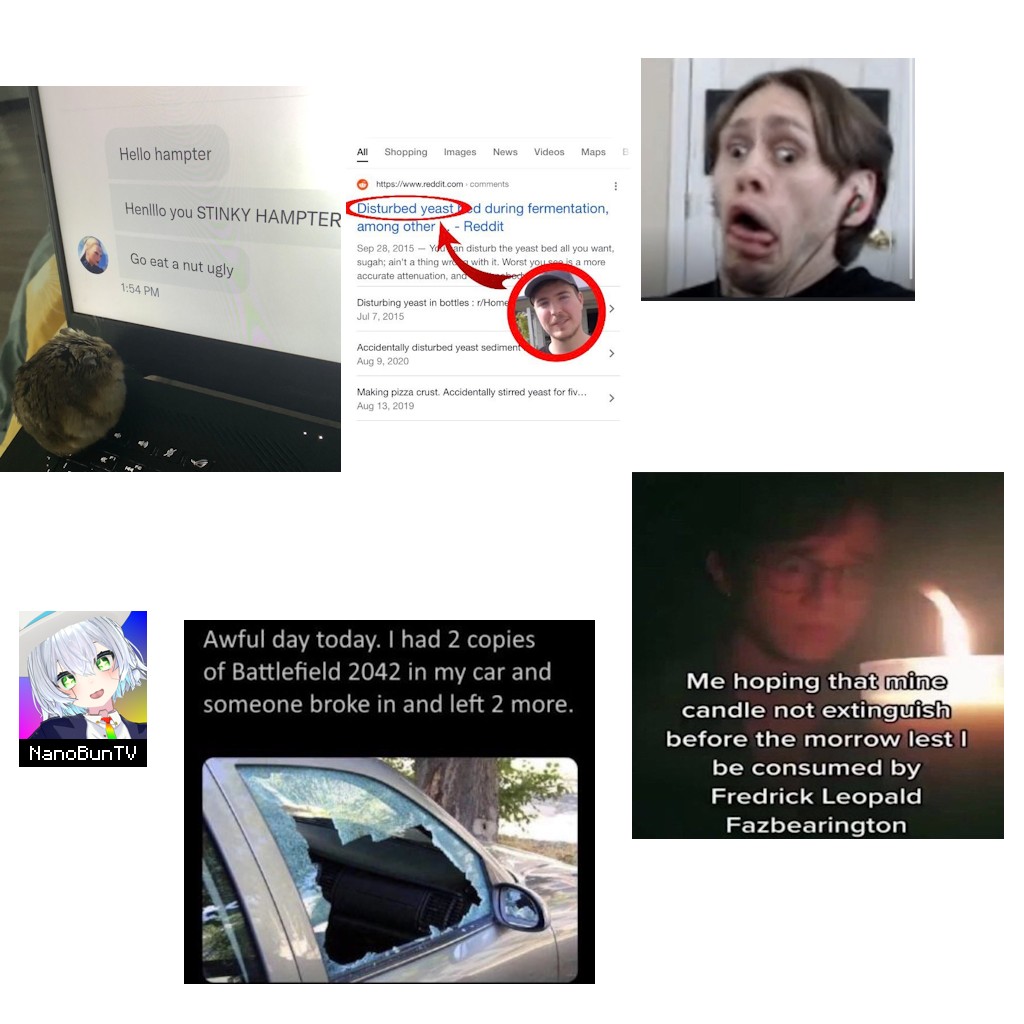 Hello hampter
Henlllo you STINKY HAMPTER
Go eat a nut ugly
1:54 PM
All Shopping Images News Videos Maps B
https://www.reddit.com › comments
Disturbed yeast bed during fermentation,
among other ... - Reddit
Sep 28, 2015 — You can disturb the yeast bed all you want,
sugah; ain't a thing wrong with it. Worst you see is a more
accurate attenuation, and
Disturbing yeast in bottles : r/Home
Jul 7, 2015
Accidentally disturbed yeast sediment
Aug 9, 2020
Making pizza crust. Accidentally stirred yeast for fiv...
Aug 13, 2019
NanoBunTV
Awful day today. I had 2 copies
of Battlefield 2042 in my car and
someone broke in and left 2 more.
Me hoping that mine
candle not extinguish
before the morrow lest I
be consumed by
Fredrick Leopald
Fazbearington